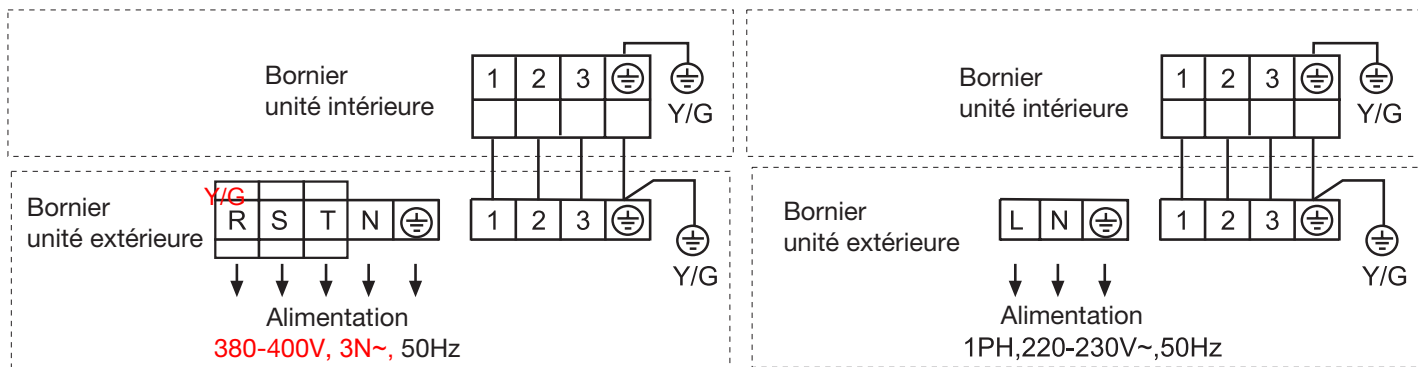 Bornier
unité intérieure
1 2 3
Y/G
Bornier
unité extérieure
Y/G
R S T N
1 2 3
Y/G
Alimentation
380-400V, 3N~, 50Hz
Bornier
unité intérieure
1 2 3
Y/G
Bornier
unité extérieure
L N
1 2 3
Y/G
Alimentation
1PH,220-230V~,50Hz